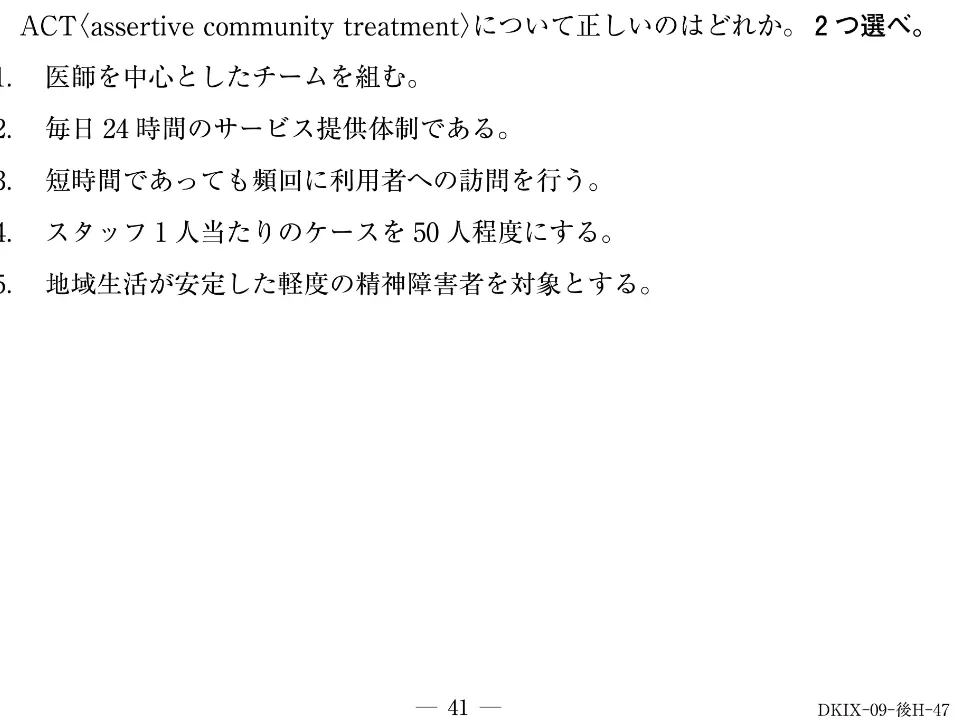 ACT〈assertive community treatment〉について正しいのはどれか。2つ選べ。
1. 医師を中心としたチームを組む。
2. 毎日 24 時間のサービス提供体制である。
3. 短時間であっても頻回に利用者への訪問を行う。
4. スタッフ 1 人当たりのケースを 50 人程度にする。
5. 地域生活が安定した軽度の精神障害者を対象とする。
— 41 —
DKIX-09-後H-47